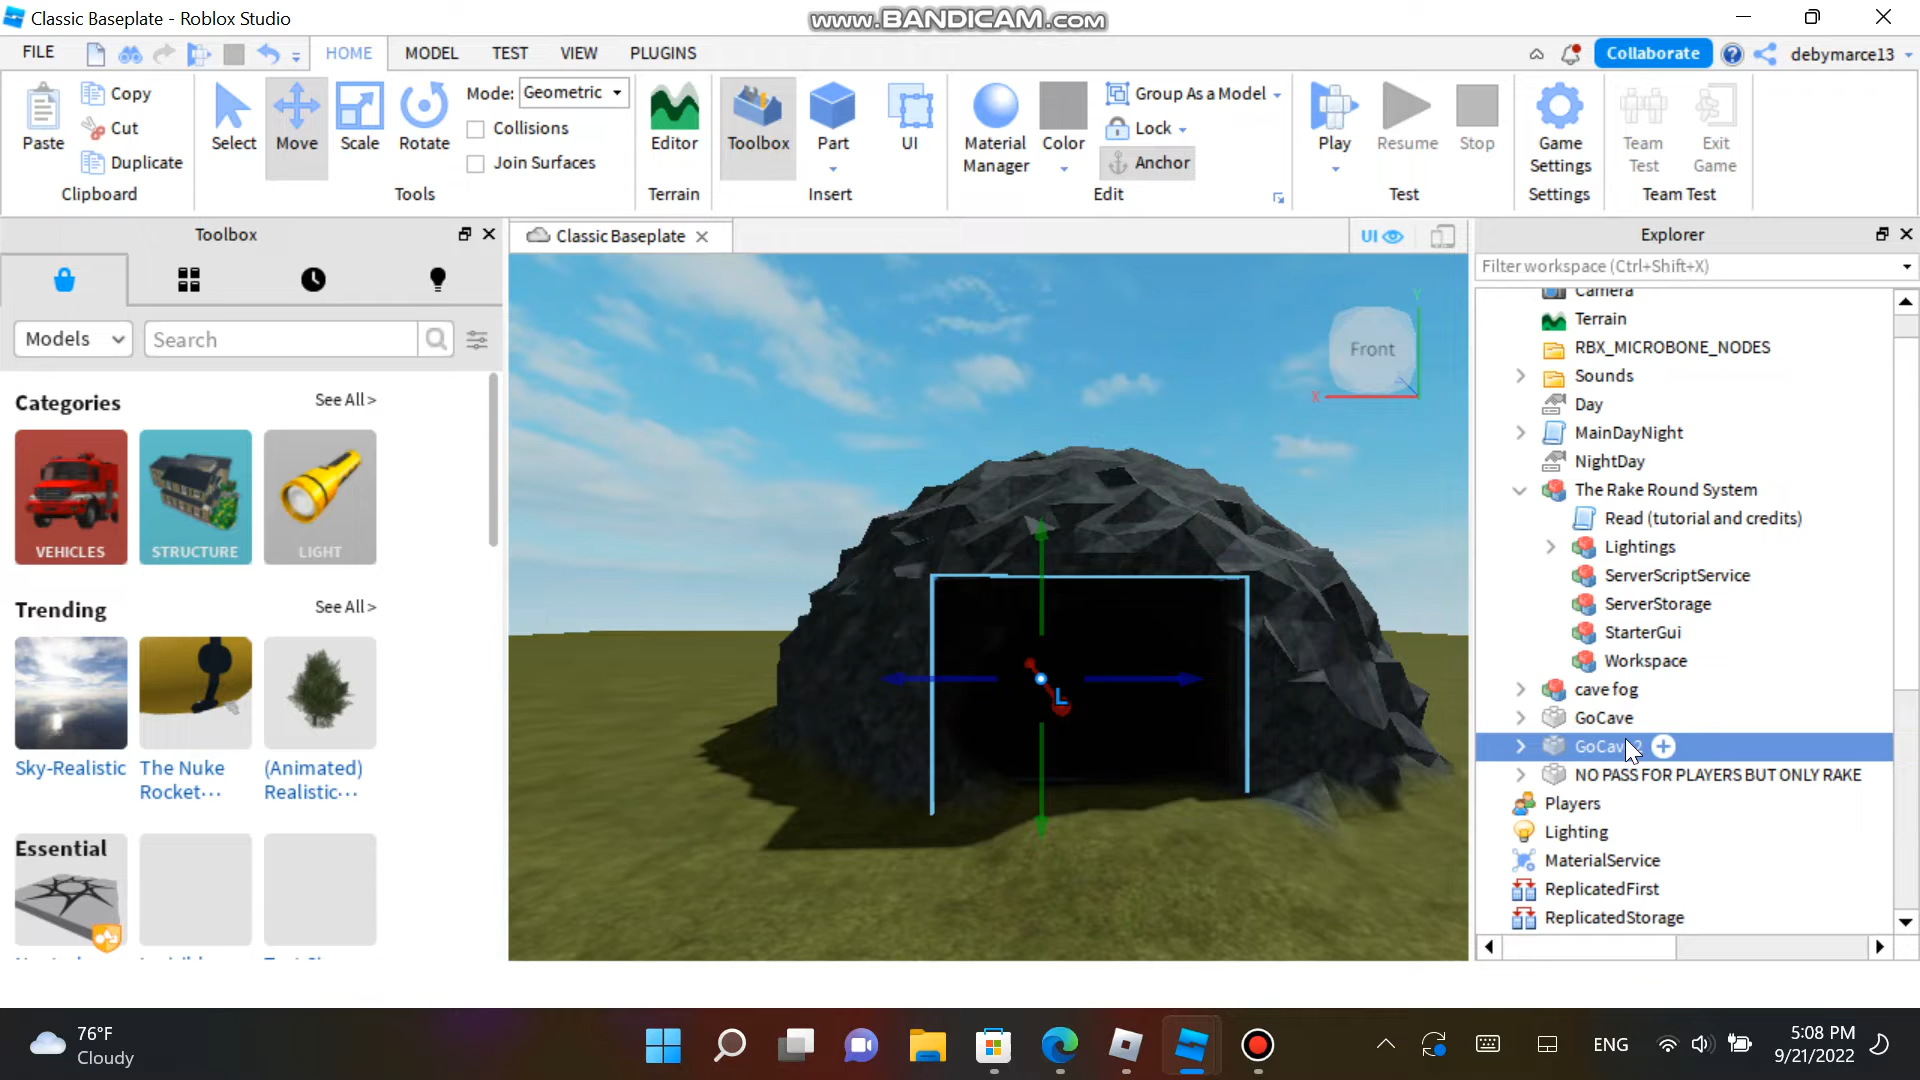 Classic Baseplate - Roblox Studio
www.BANDICAM.com
FILE
HOME
MODEL
TEST
VIEW
PLUGINS
Collaborate
debymarce13
Paste
Copy
Cut
Duplicate
Clipboard
Select
Move
Scale
Rotate
Mode: Geometric
Collisions
Join Surfaces
Tools
Editor
Terrain
Toolbox
Part
UI
Insert
Material Manager
Color
Group As a Model
Lock
Anchor
Edit
Play
Resume
Stop
Test
Game Settings
Settings
Team Test
Exit Game
Team Test
Toolbox
Classic Baseplate
UI
Explorer
Filter workspace (Ctrl+Shift+X)
Models
Search
Categories
See All >
VEHICLES
STRUCTURE
LIGHT
Trending
See All >
Sky-Realistic
The Nuke Rocket...
(Animated) Realistic...
Essential
Front
X
Y
L
Camera
Terrain
RBX_MICROBONE_NODES
Sounds
Day
MainDayNight
NightDay
The Rake Round System
Read (tutorial and credits)
Lightings
ServerScriptService
ServerStorage
StarterGui
Workspace
cave fog
GoCave
NO PASS FOR PLAYERS BUT ONLY RAKE
Players
Lighting
MaterialService
ReplicatedFirst
ReplicatedStorage
76°F
Cloudy
ENG
5:08 PM
9/21/2022